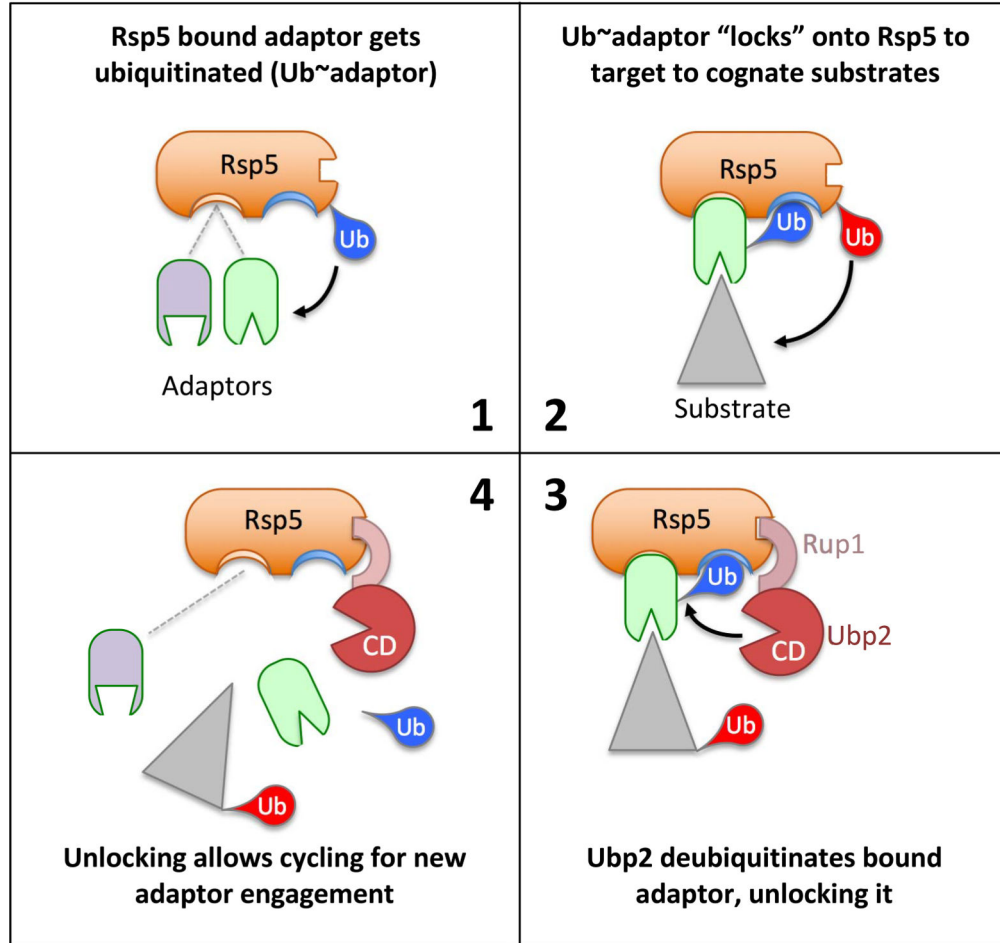 Rsp5 bound adaptor gets
ubiquitinated (Ub~adaptor)
Rsp5
Ub
Adaptors
1
Ub~adaptor “locks” onto Rsp5 to
target to cognate substrates
Rsp5
Ub
Ub
Substrate
2
3
Rsp5
Rup1
Ub
CD
Ubp2
Ub
Ubp2 deubiquitinates bound
adaptor, unlocking it
4
Rsp5
CD
Ub
Ub
Unlocking allows cycling for new
adaptor engagement